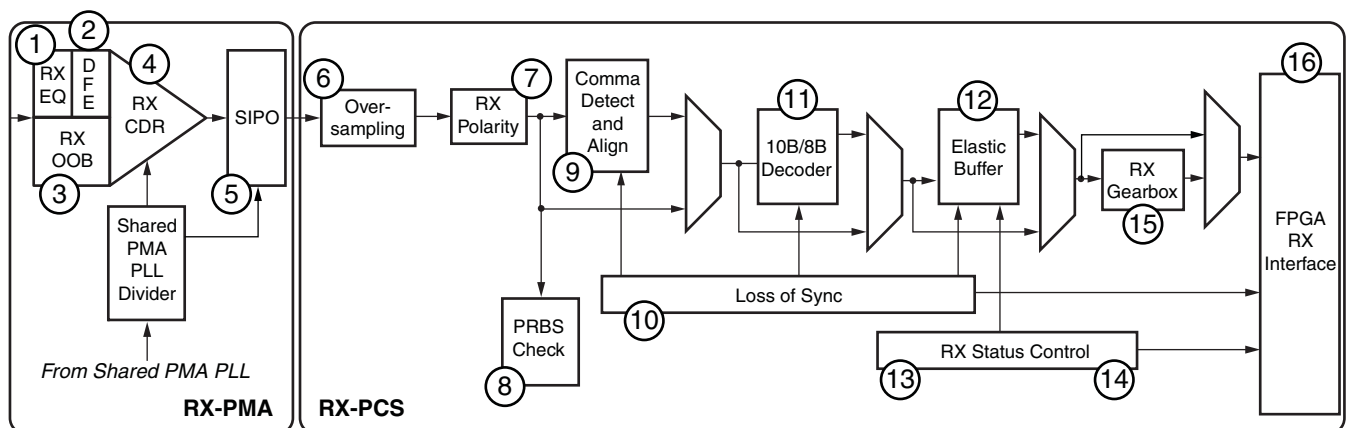 1
2
RX
EQ
D
F
E
3
RX
OOB
4
RX
CDR
5
SIPO
Shared
PMA
PLL
Divider
From Shared PMA PLL
RX-PMA
6
Over-
sampling
7
RX
Polarity
8
PRBS
Check
9
Comma
Detect
and
Align
10
Loss of Sync
11
10B/8B
Decoder
12
Elastic
Buffer
13
RX Status Control
14
15
RX
Gearbox
16
FPGA
RX
Interface
RX-PCS